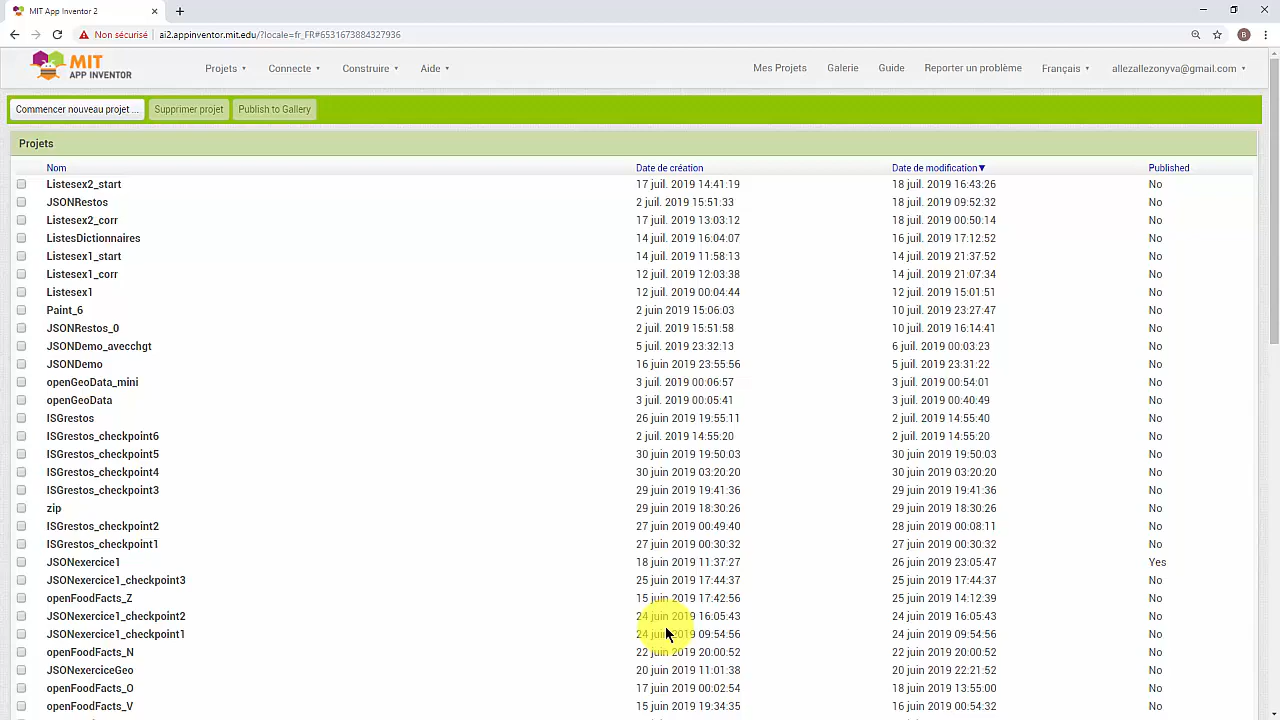 MIT App Inventor 2
Non sécurisé | ai2.appinventor.mit.edu/?locale=fr_FR#6531673884327936
B
MIT APP INVENTOR
Projets Connecte Construire Aide Mes Projets Galerie Guide Reporter un problème Français allezallezonyva@gmail.com
Commencer nouveau projet ... Supprimer projet Publish to Gallery
Projets
Nom Date de création Date de modification Published
Listesex2_start 17 juil. 2019 14:41:19 18 juil. 2019 16:43:26 No
JSONRestos 2 juil. 2019 15:51:33 18 juil. 2019 09:52:32 No
Listesex2_corr 17 juil. 2019 13:03:12 18 juil. 2019 00:50:14 No
ListesDictionnaires 14 juil. 2019 16:04:07 16 juil. 2019 17:12:52 No
Listesex1_start 14 juil. 2019 11:58:13 14 juil. 2019 21:37:52 No
Listesex1_corr 12 juil. 2019 12:03:38 14 juil. 2019 21:07:34 No
Listesex1 12 juil. 2019 00:04:44 12 juil. 2019 15:01:51 No
Paint_6 2 juin 2019 15:06:03 10 juil. 2019 23:27:47 No
JSONRestos_0 2 juil. 2019 15:51:58 10 juil. 2019 16:14:41 No
JSONDemo_avecchgt 5 juil. 2019 23:32:13 6 juil. 2019 00:03:23 No
JSONDemo 16 juin 2019 23:55:56 5 juil. 2019 23:31:22 No
openGeoData_mini 3 juil. 2019 00:06:57 3 juil. 2019 00:54:01 No
openGeoData 3 juil. 2019 00:05:41 3 juil. 2019 00:40:49 No
ISGrestos 26 juin 2019 19:55:11 2 juil. 2019 14:55:40 No
ISGrestos_checkpoint6 2 juil. 2019 14:55:20 2 juil. 2019 14:55:20 No
ISGrestos_checkpoint5 30 juin 2019 19:50:03 30 juin 2019 19:50:03 No
ISGrestos_checkpoint4 30 juin 2019 03:20:20 30 juin 2019 03:20:20 No
ISGrestos_checkpoint3 29 juin 2019 19:41:36 29 juin 2019 19:41:36 No
zip 29 juin 2019 18:30:26 29 juin 2019 18:30:26 No
ISGrestos_checkpoint2 27 juin 2019 00:49:40 28 juin 2019 00:08:11 No
ISGrestos_checkpoint1 27 juin 2019 00:30:32 27 juin 2019 00:30:32 No
JSONexercice1 18 juin 2019 11:37:27 26 juin 2019 23:05:47 Yes
JSONexercice1_checkpoint3 25 juin 2019 17:44:37 25 juin 2019 17:44:37 No
openFoodFacts_Z 15 juin 2019 17:42:56 25 juin 2019 14:12:39 No
JSONexercice1_checkpoint2 24 juin 2019 16:05:43 24 juin 2019 16:05:43 No
JSONexercice1_checkpoint1 24 juin 2019 09:54:56 24 juin 2019 09:54:56 No
openFoodFacts_N 22 juin 2019 20:00:52 22 juin 2019 20:00:52 No
JSONexerciceGeo 20 juin 2019 11:01:38 20 juin 2019 22:21:52 No
openFoodFacts_O 17 juin 2019 00:02:54 18 juin 2019 13:55:00 No
openFoodFacts_V 15 juin 2019 19:34:35 16 juin 2019 00:54:32 No